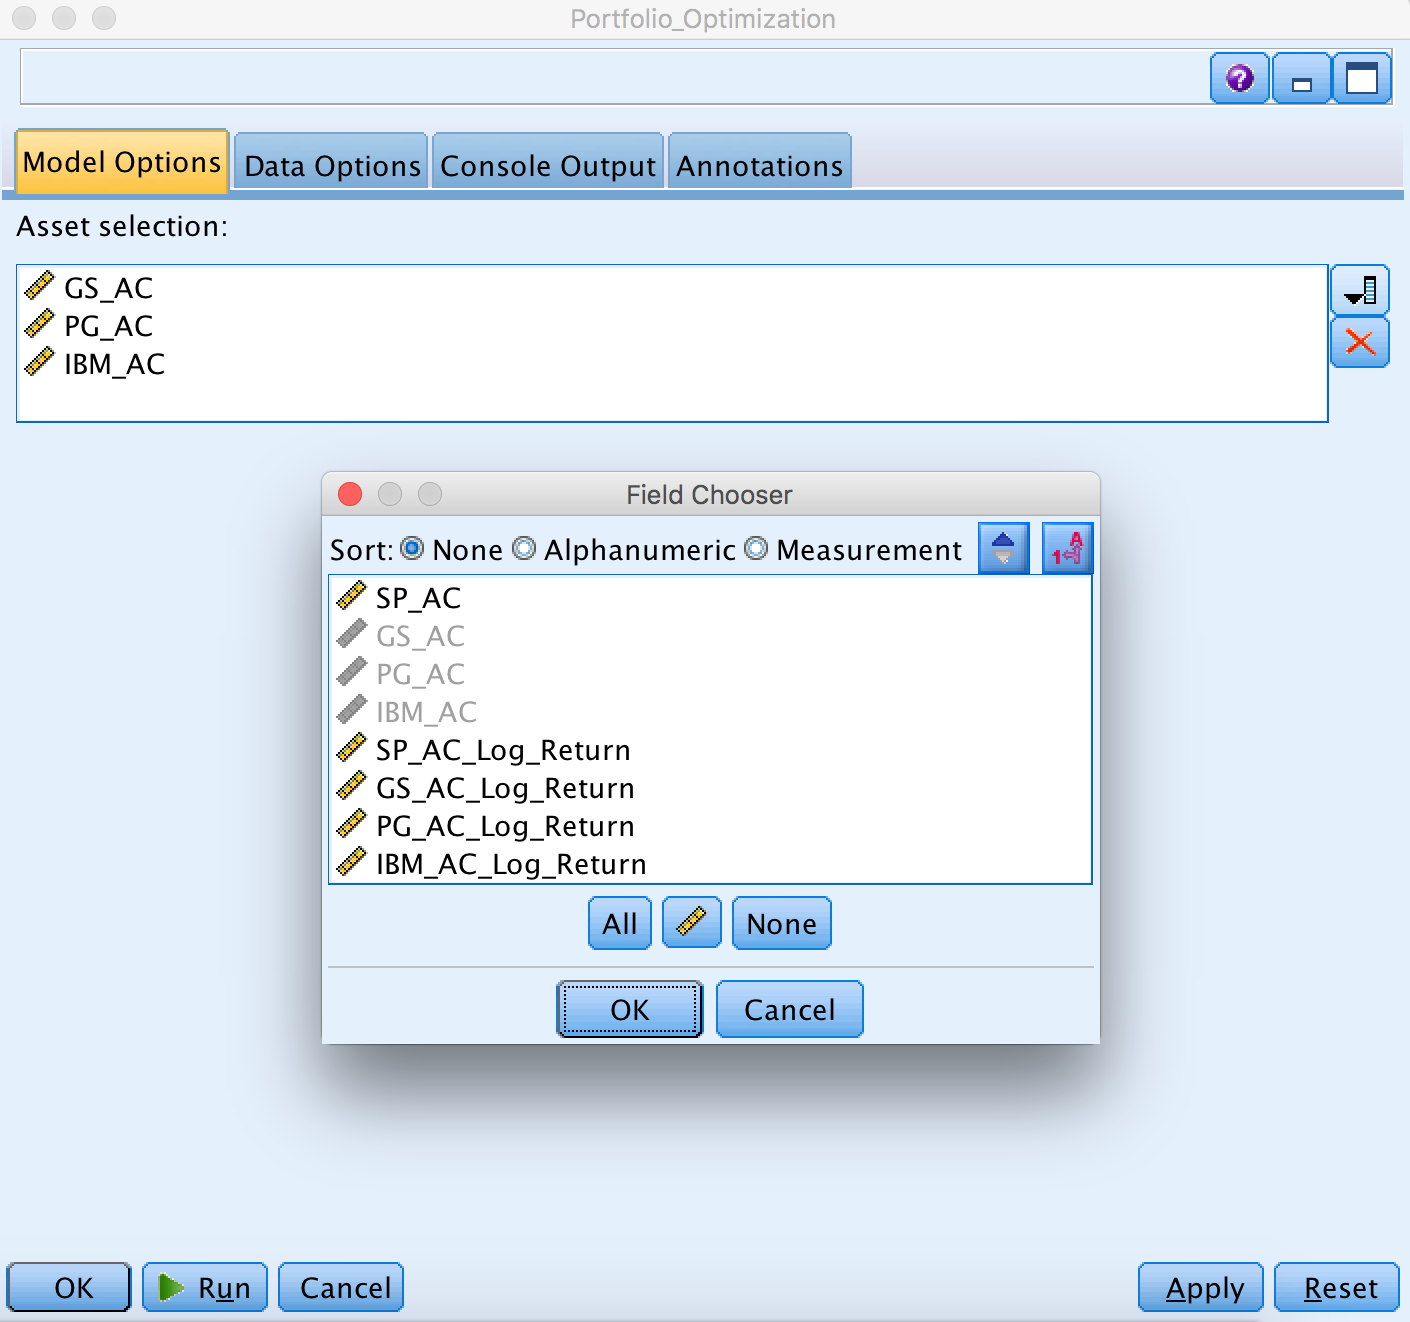 Portfolio_Optimization
?
Model Options Data Options Console Output Annotations
Asset selection:
GS_AC
PG_AC
IBM_AC
Field Chooser
Sort: None Alphanumeric Measurement
SP_AC
GS_AC
PG_AC
IBM_AC
SP_AC_Log_Return
GS_AC_Log_Return
PG_AC_Log_Return
IBM_AC_Log_Return
All None
OK Cancel
OK Run Cancel Apply Reset